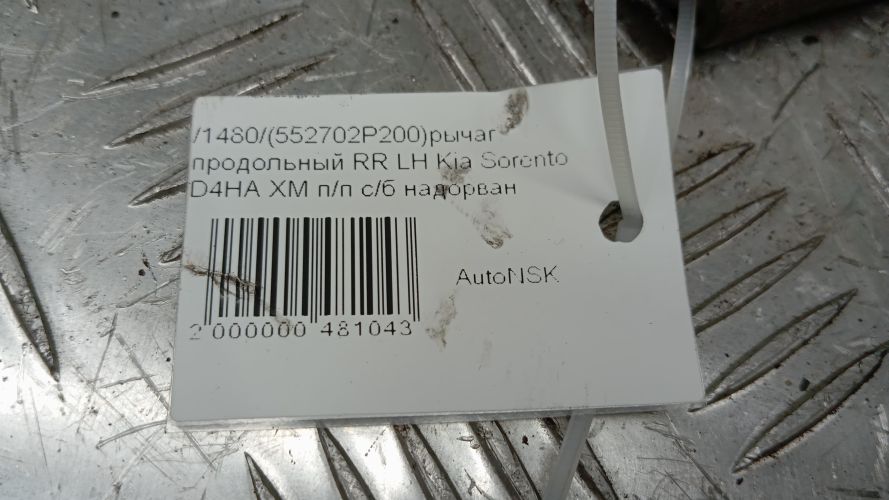 /1480/(552702P200)рычаг
продольный RR LH Kia Sorento
D4HA XM п/п с/б надорван
AutoNSK
2 000000 481043